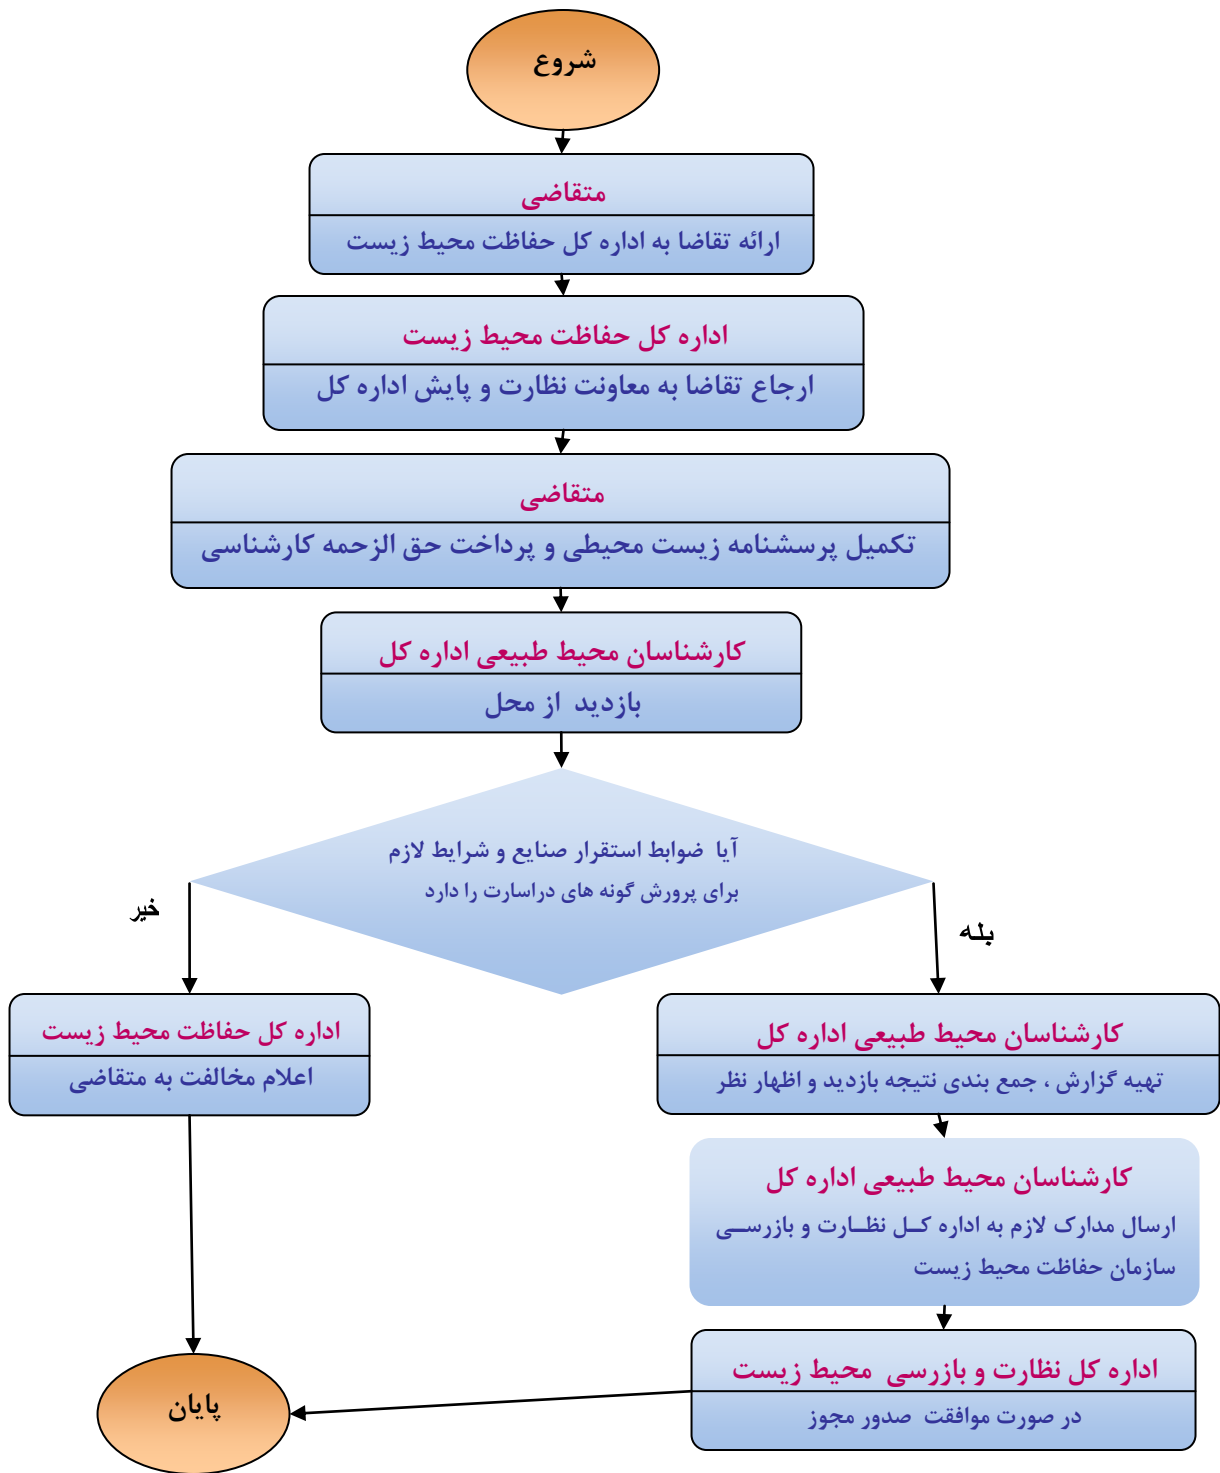 شروع
متقاضی
ارائه تقاضا به اداره کل حفاظت محیط زیست
اداره کل حفاظت محیط زیست
ارجاع تقاضا به معاونت نظارت و پایش اداره کل
متقاضی
تکمیل پرسشنامه زیست محیطی و پرداخت حق الزحمه کارشناسی
کارشناسان محیط طبیعی اداره کل
بازدید از محل
آیا ضوابط استقرار صنایع و شرایط لازم
برای پرورش گونه های دراسارت را دارد
بله
خیر
کارشناسان محیط طبیعی اداره کل
تهیه گزارش ، جمع بندی نتیجه بازدید و اظهار نظر
اداره کل حفاظت محیط زیست
اعلام مخالفت به متقاضی
کارشناسان محیط طبیعی اداره کل
ارسال مدارک لازم به اداره کـل نظـارت و بازرسـی
سازمان حفاظت محیط زیست
اداره کل نظارت و بازرسی محیط زیست
در صورت موافقت صدور مجوز
پایان